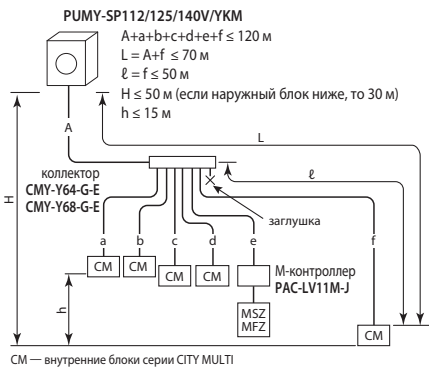 PUMY-SP112/125/140V/YKM
A+a+b+c+d+e+f ≤ 120 м
L = A+f ≤ 70 м
ℓ = f ≤ 50 м
H ≤ 50 м (если наружный блок ниже, то 30 м)
h ≤ 15 м
A
L
H
коллектор
CMY-Y64-G-E
CMY-Y68-G-E
ℓ
заглушка
a b c d e f
CM CM CM CM
М-контроллер
PAC-LV11M-J
h
MSZ
MFZ
CM
CM — внутренние блоки серии CITY MULTI